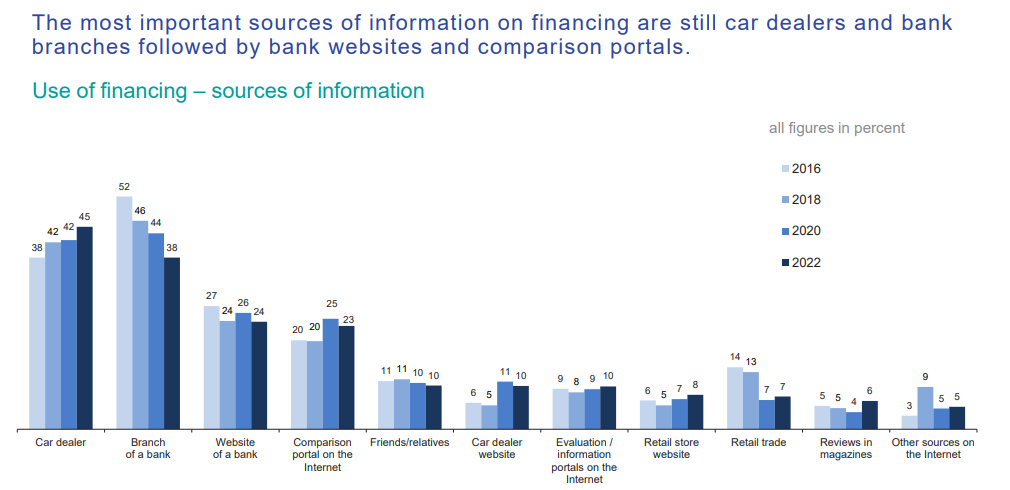 The most important sources of information on financing are still car dealers and bank
branches followed by bank websites and comparison portals.
Use of financing – sources of information
all figures in percent
2016
2018
2020
2022
38 42 42 45
52 46 44 38
27 24 26 24
20 20 25 23
11 11 10 10
6 5 11 10
9 8 9 10
6 5 7 8
14 13 7 7
5 5 4 6
3 9 5 5
Car dealer
Branch
of a bank
Website
of a bank
Comparison
portal on the
Internet
Friends/relatives
Car dealer
website
Evaluation /
information
portals on the
Internet
Retail store
website
Retail trade
Reviews in
magazines
Other sources on
the Internet